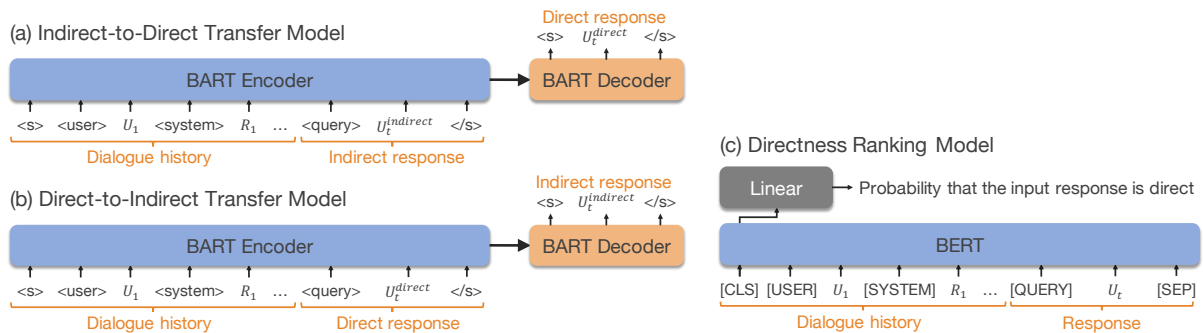 (a) Indirect-to-Direct Transfer Model
Direct response
<s> U_t^{direct} </s>
BART Encoder
BART Decoder
<s> <user> U_1 <system> R_1 ... <query> U_t^{indirect} </s>
Dialogue history
Indirect response
(b) Direct-to-Indirect Transfer Model
Indirect response
<s> U_t^{indirect} </s>
BART Encoder
BART Decoder
<s> <user> U_1 <system> R_1 ... <query> U_t^{direct} </s>
Dialogue history
Direct response
(c) Directness Ranking Model
Linear
Probability that the input response is direct
BERT
[CLS] [USER] U_1 [SYSTEM] R_1 ... [QUERY] U_t [SEP]
Dialogue history
Response